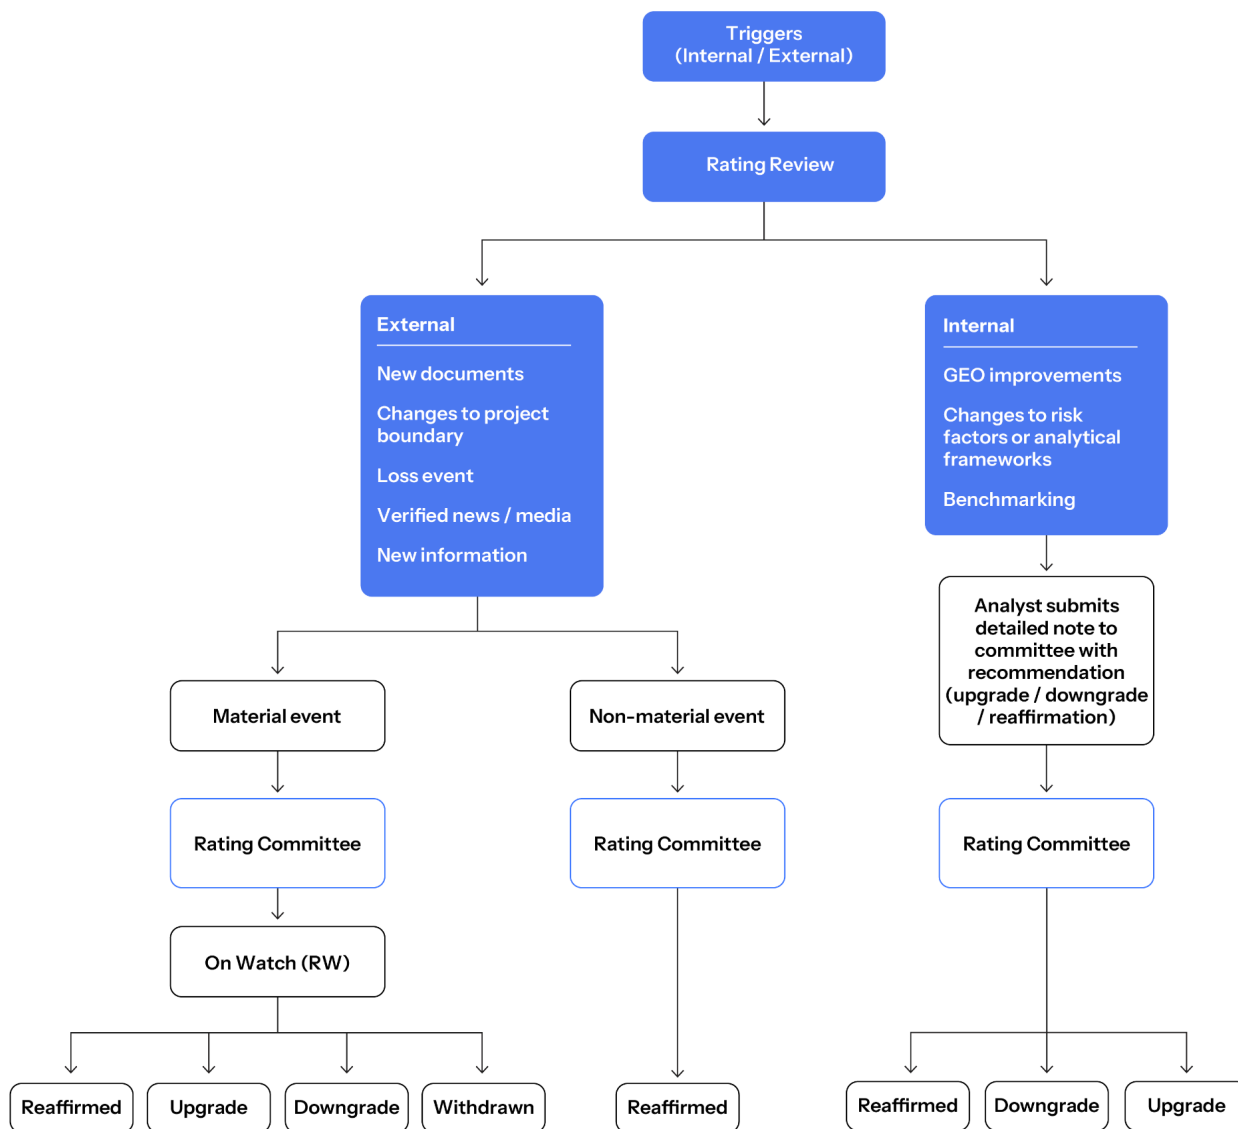 Triggers
(Internal / External)
Rating Review
External
New documents
Changes to project
boundary
Loss event
Verified news / media
New information
Internal
GEO improvements
Changes to risk
factors or analytical
frameworks
Benchmarking
Analyst submits
detailed note to
committee with
recommendation
(upgrade / downgrade
/ reaffirmation)
Material event
Non-material event
Rating Committee
Rating Committee
Rating Committee
On Watch (RW)
Reaffirmed
Upgrade
Downgrade
Withdrawn
Reaffirmed
Reaffirmed
Downgrade
Upgrade